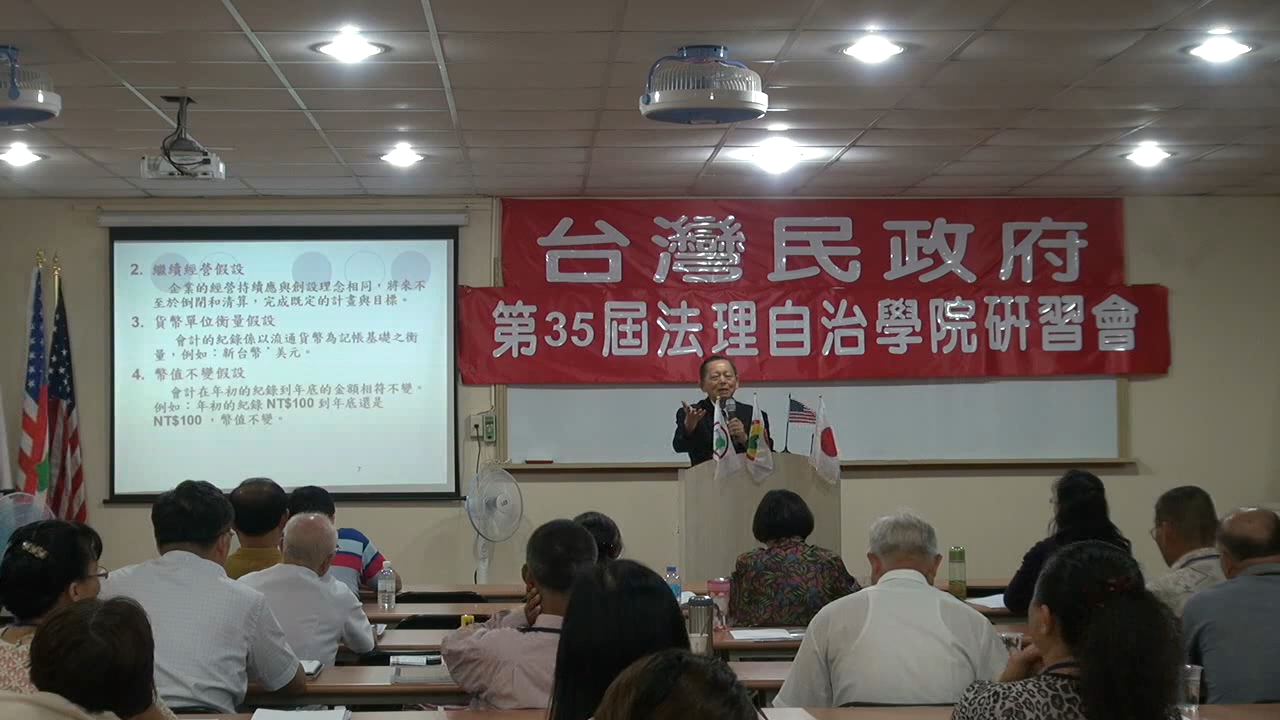 台灣民政府
第35屆法理自治學院研習會
2. 繼續經營假設
企業的經營持續應與創設理念相同，將來不
至於倒閉和清算，完成既定的計畫與目標。
3. 貨幣單位衡量假設
會計的紀錄係以流通貨幣為記帳基礎之衡
量，例如：新台幣、美元。
4. 幣值不變假設
會計在年初的紀錄到年底的金額相符不變。
例如：年初的紀錄 NT$100 到年底還是
NT$100 ，幣值不變。
7